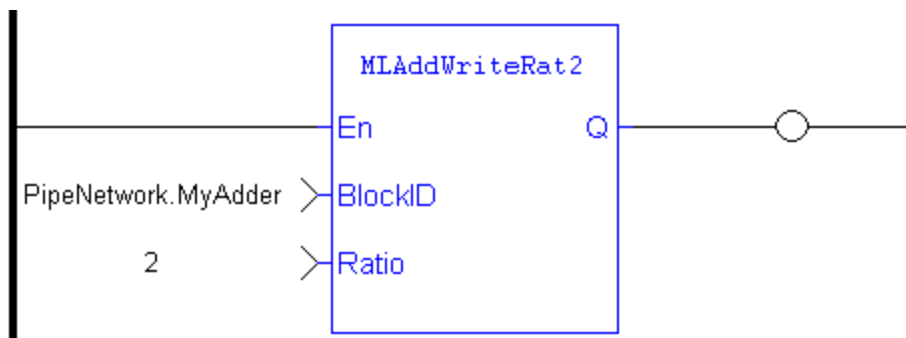 MLAddWriteRat2
En Q
PipeNetwork.MyAdder BlockID
2 Ratio